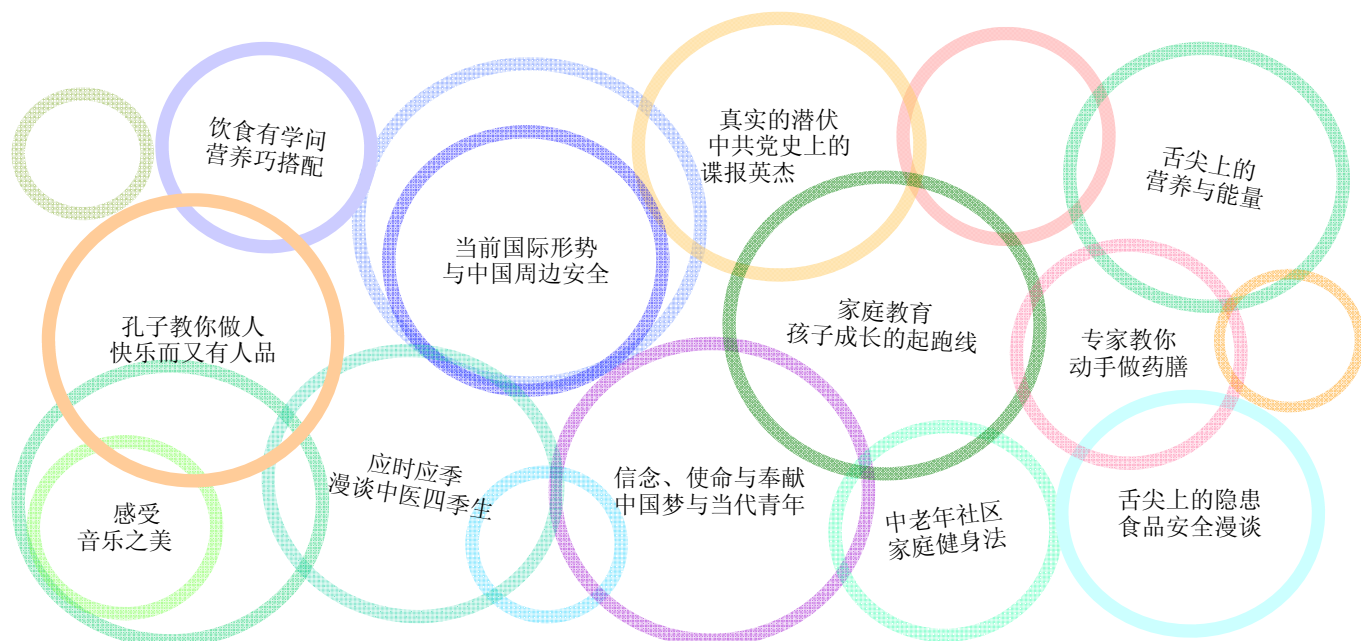 饮食有学问
营养巧搭配
当前国际形势
与中国周边安全
真实的潜伏
中共党史上的
谍报英杰
舌尖上的
营养与能量
孔子教你做人
快乐而又有人品
家庭教育
孩子成长的起跑线
专家教你
动手做药膳
感受
音乐之美
应时应季
漫谈中医四季生
信念、使命与奉献
中国梦与当代青年
中老年社区
家庭健身法
舌尖上的隐患
食品安全漫谈